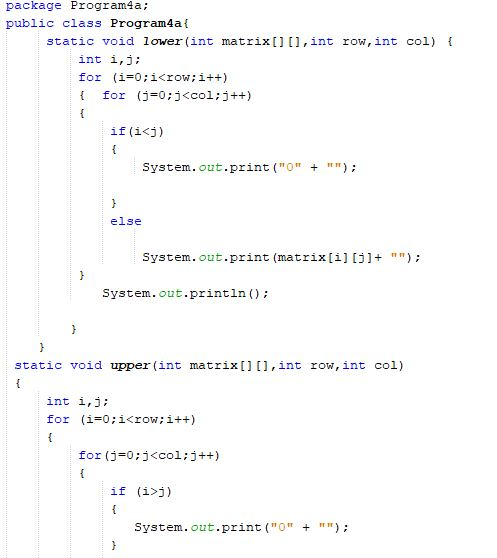 package Program4a;
public class Program4a{
static void lower(int matrix[][],int row,int col) {
int i,j;
for (i=0;i<row;i++)
{  for (j=0;j<col;j++)
{
if(i<j)
{
System.out.print("0" + "");
}
else
System.out.print(matrix[i][j]+ "");
}
System.out.println();
}
}
static void upper(int matrix[][],int row,int col)
{
int i,j;
for (i=0;i<row;i++)
{
for(j=0;j<col;j++)
{
if (i>j)
{
System.out.print("0" + "");
}